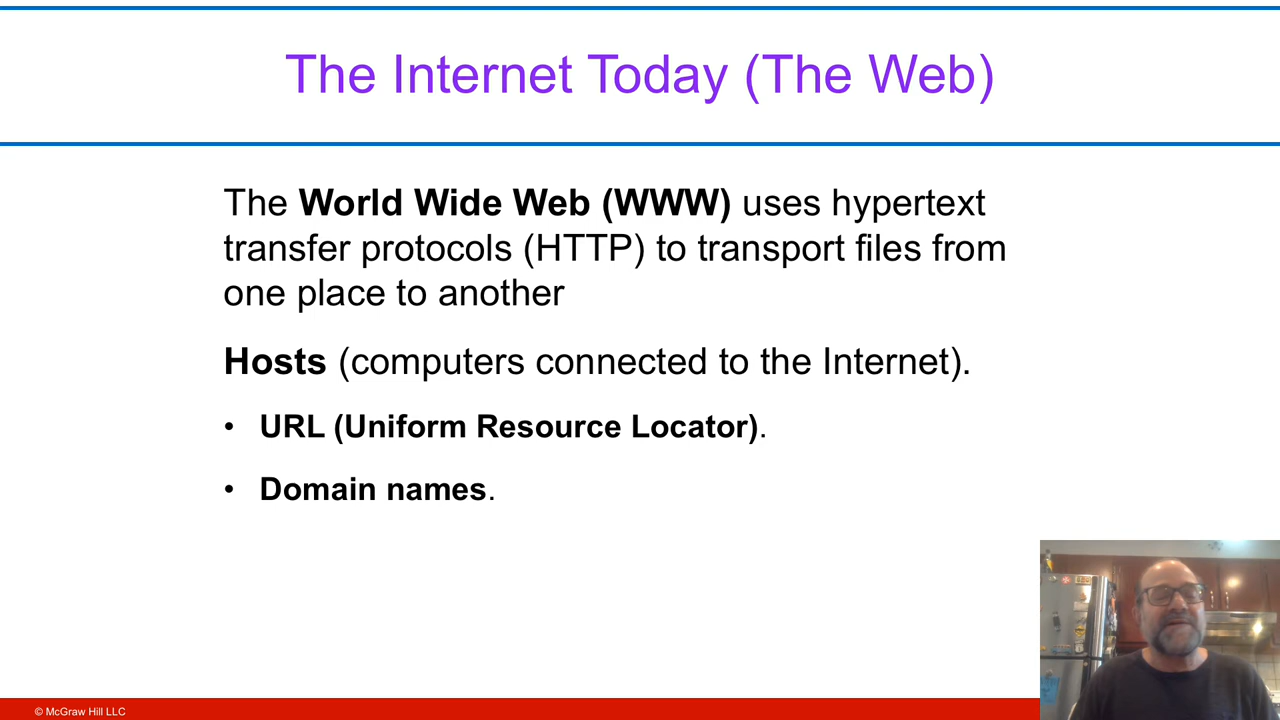 The Internet Today (The Web)
The World Wide Web (WWW) uses hypertext
transfer protocols (HTTP) to transport files from
one place to another
Hosts (computers connected to the Internet).
• URL (Uniform Resource Locator).
• Domain names.
© McGraw Hill LLC